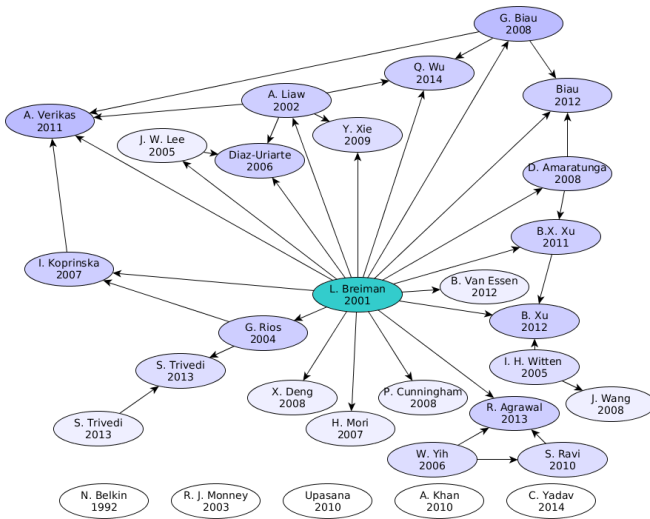 G. Biau
2008
Q. Wu
2014
Biau
2012
A. Liaw
2002
A. Verikas
2011
Y. Xie
2009
J. W. Lee
2005
Diaz-Uriarte
2006
D. Amaratunga
2008
B.X. Xu
2011
I. Koprinska
2007
B. Van Essen
2012
L. Breiman
2001
B. Xu
2012
G. Rios
2004
S. Trivedi
2013
I. H. Witten
2005
X. Deng
2008
P. Cunningham
2008
J. Wang
2008
R. Agrawal
2013
S. Trivedi
2013
H. Mori
2007
W. Yih
2006
S. Ravi
2010
N. Belkin
1992
R. J. Monney
2003
Upasana
2010
A. Khan
2010
C. Yadav
2014